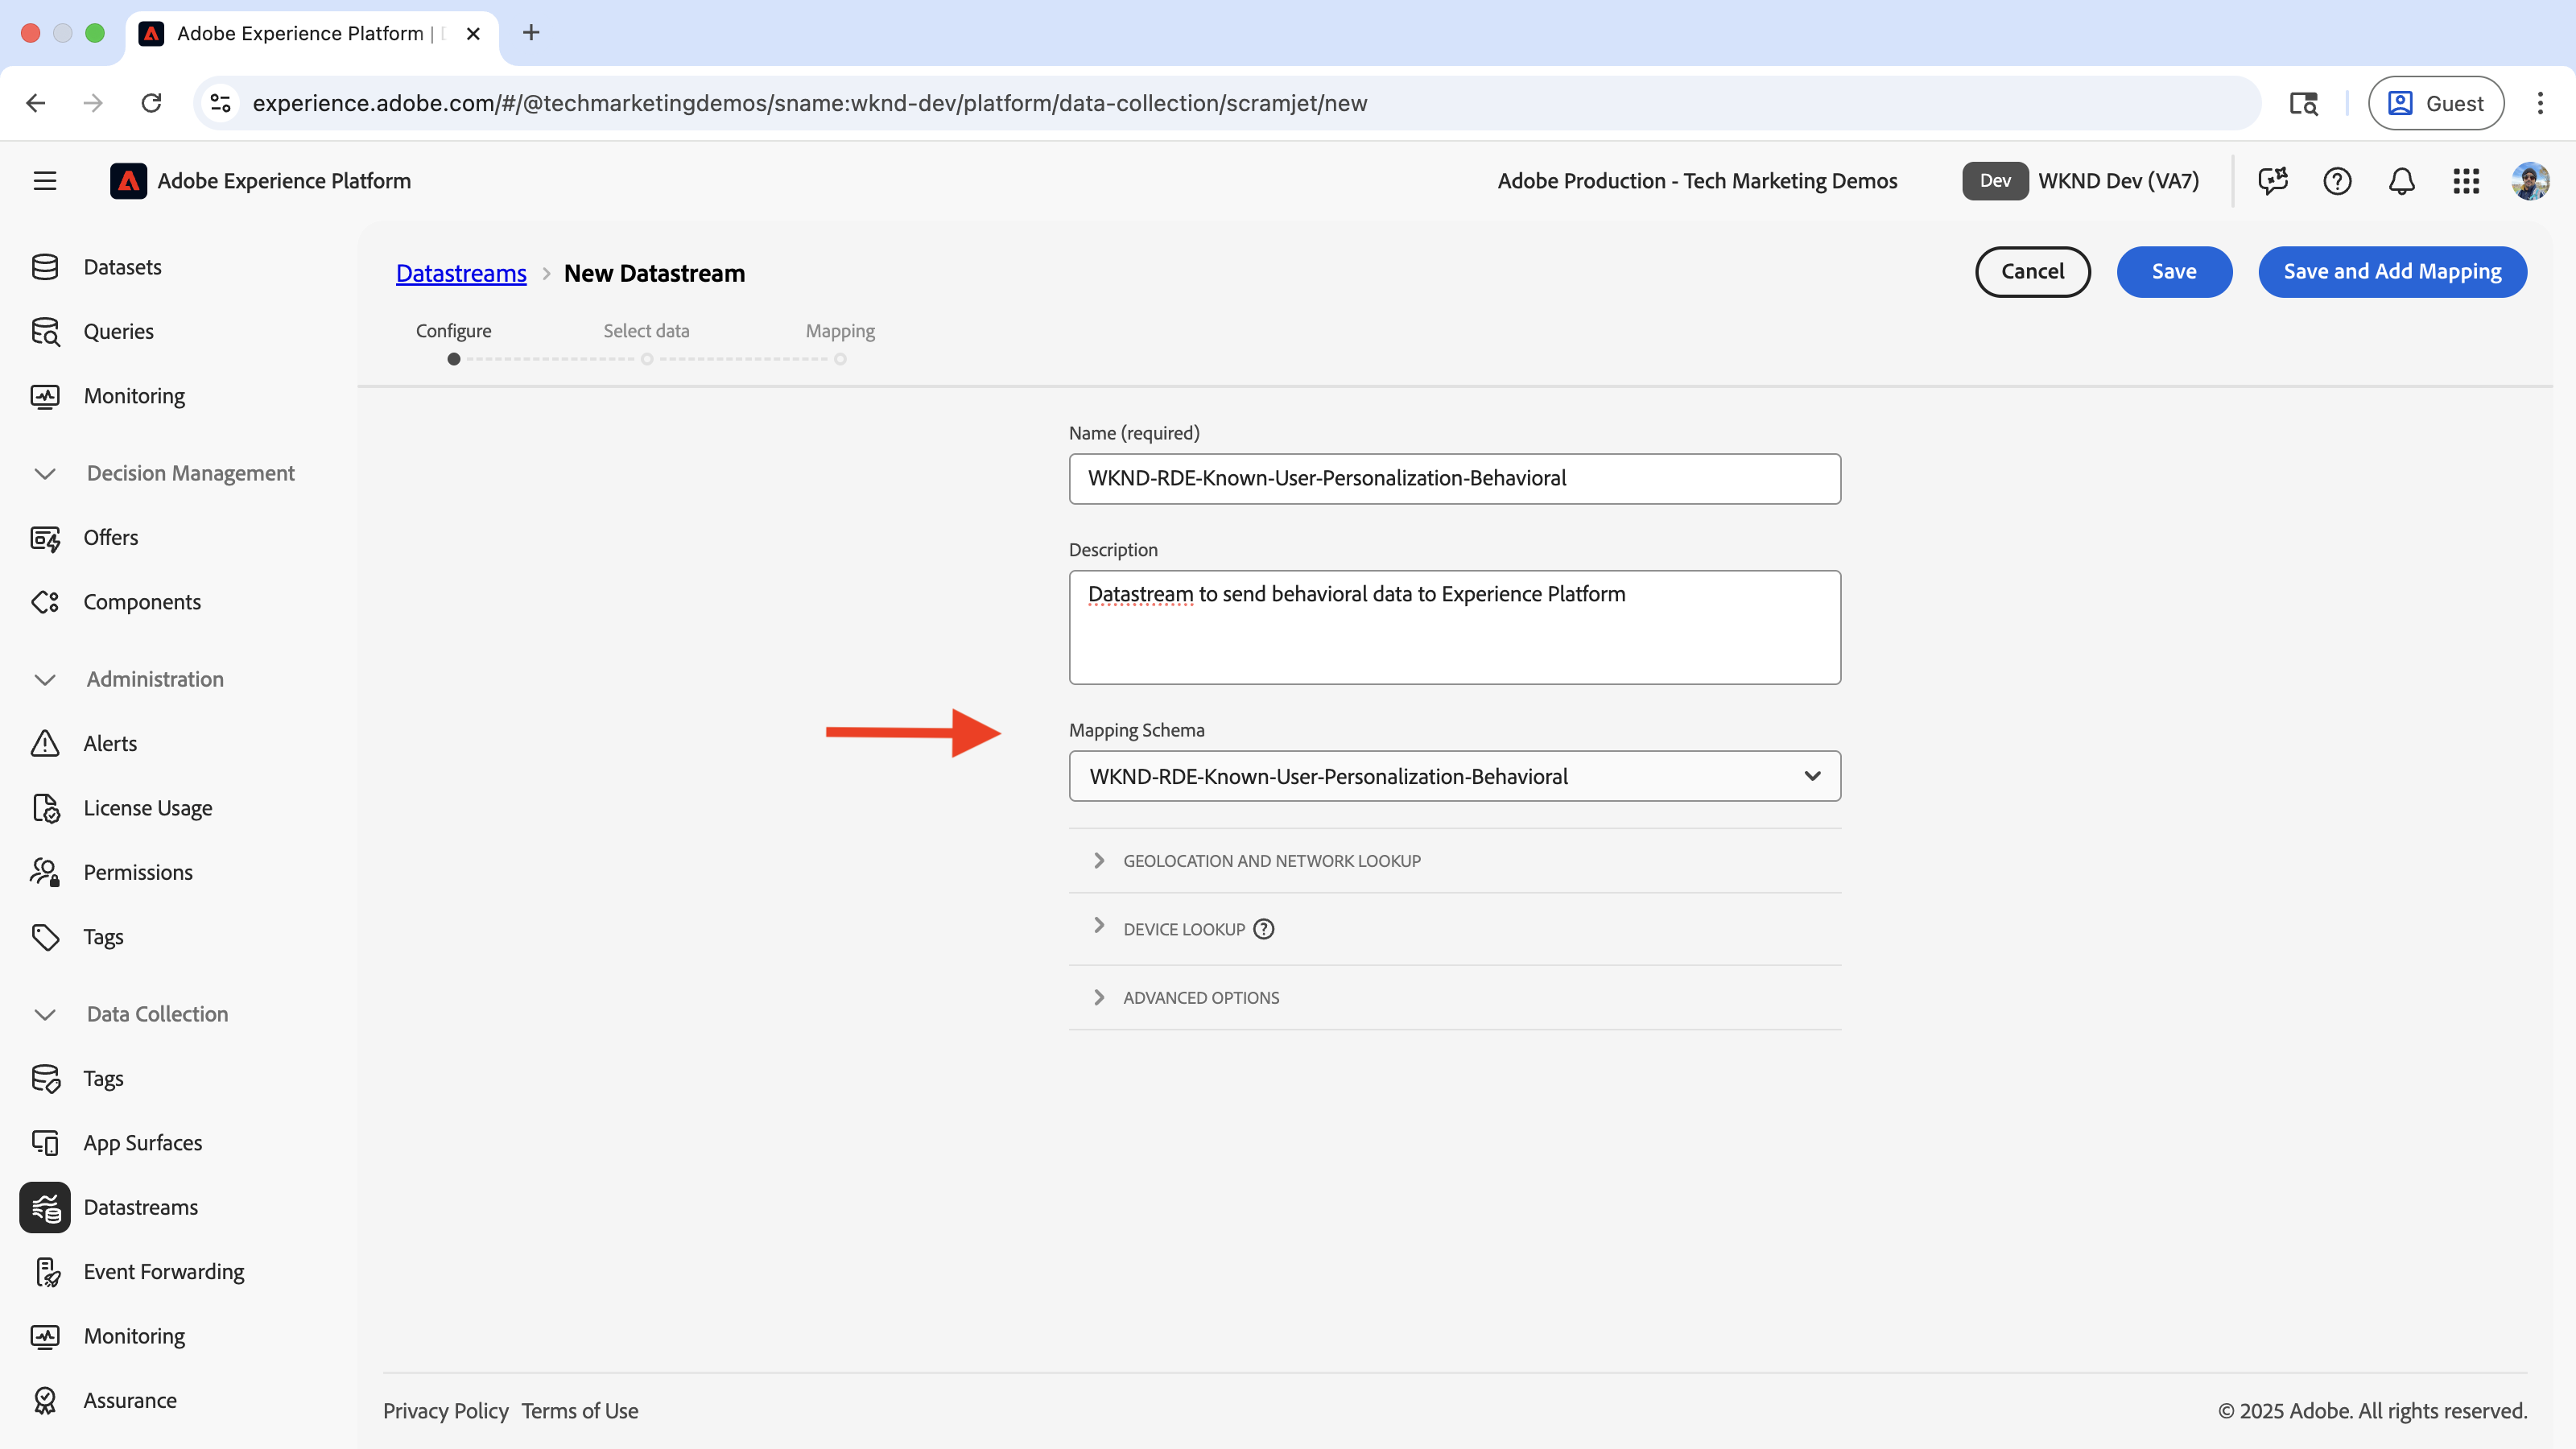 Adobe Experience Platform |
experience.adobe.com/#/@techmarketingdemos/sname:wknd-dev/platform/data-collection/scramjet/new
Guest
Adobe Experience Platform
Adobe Production - Tech Marketing Demos
Dev
WKND Dev (VA7)
Datasets
Queries
Monitoring
Decision Management
Offers
Components
Administration
Alerts
License Usage
Permissions
Tags
Data Collection
Tags
App Surfaces
Datastreams
Event Forwarding
Monitoring
Assurance
Datastreams > New Datastream
Cancel
Save
Save and Add Mapping
Configure
Select data
Mapping
Name (required)
WKND-RDE-Known-User-Personalization-Behavioral
Description
Datastream to send behavioral data to Experience Platform
Mapping Schema
WKND-RDE-Known-User-Personalization-Behavioral
GEOLOCATION AND NETWORK LOOKUP
DEVICE LOOKUP
ADVANCED OPTIONS
Privacy Policy
Terms of Use
© 2025 Adobe. All rights reserved.